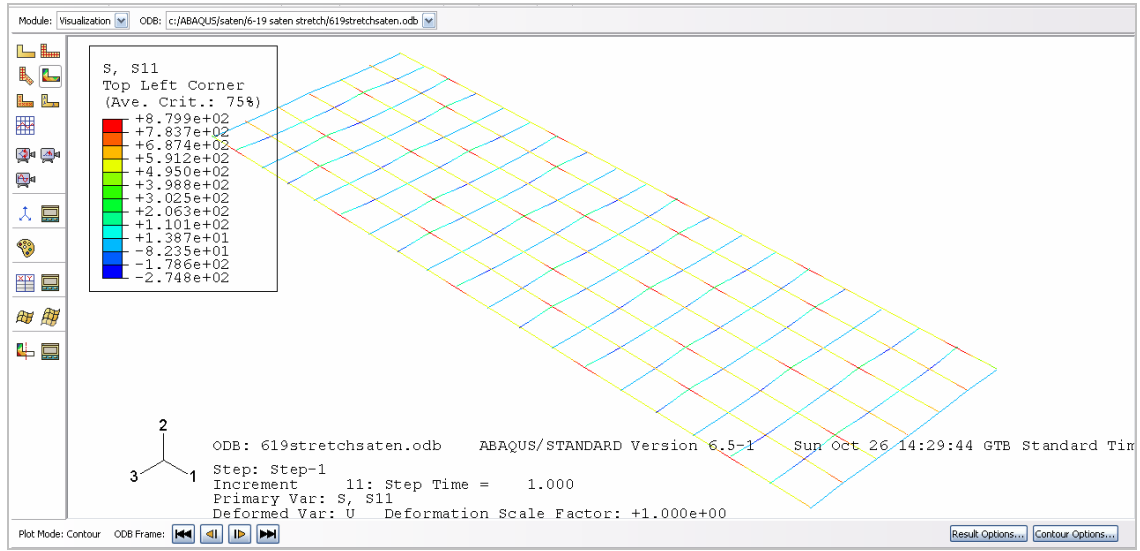 Module: Visualization ODB: c:/ABAQUS/saten/6-19 saten stretch/619stretchsaten.odb
S, S11
Top Left Corner
(Ave. Crit.: 75%)
+8.799e+02
+7.837e+02
+6.874e+02
+5.912e+02
+4.950e+02
+3.988e+02
+3.025e+02
+2.063e+02
+1.101e+02
+1.387e+01
-8.235e+01
-1.786e+02
-2.748e+02
2
3
1
ODB: 619stretchsaten.odb ABAQUS/STANDARD Version 6.5-1 Sun Oct 26 14:29:44 GTB Standard Tim
Step: Step-1
Increment 11: Step Time = 1.000
Primary Var: S, S11
Deformed Var: U Deformation Scale Factor: +1.000e+00
Plot Mode: Contour ODB Frame: Result Options... Contour Options...